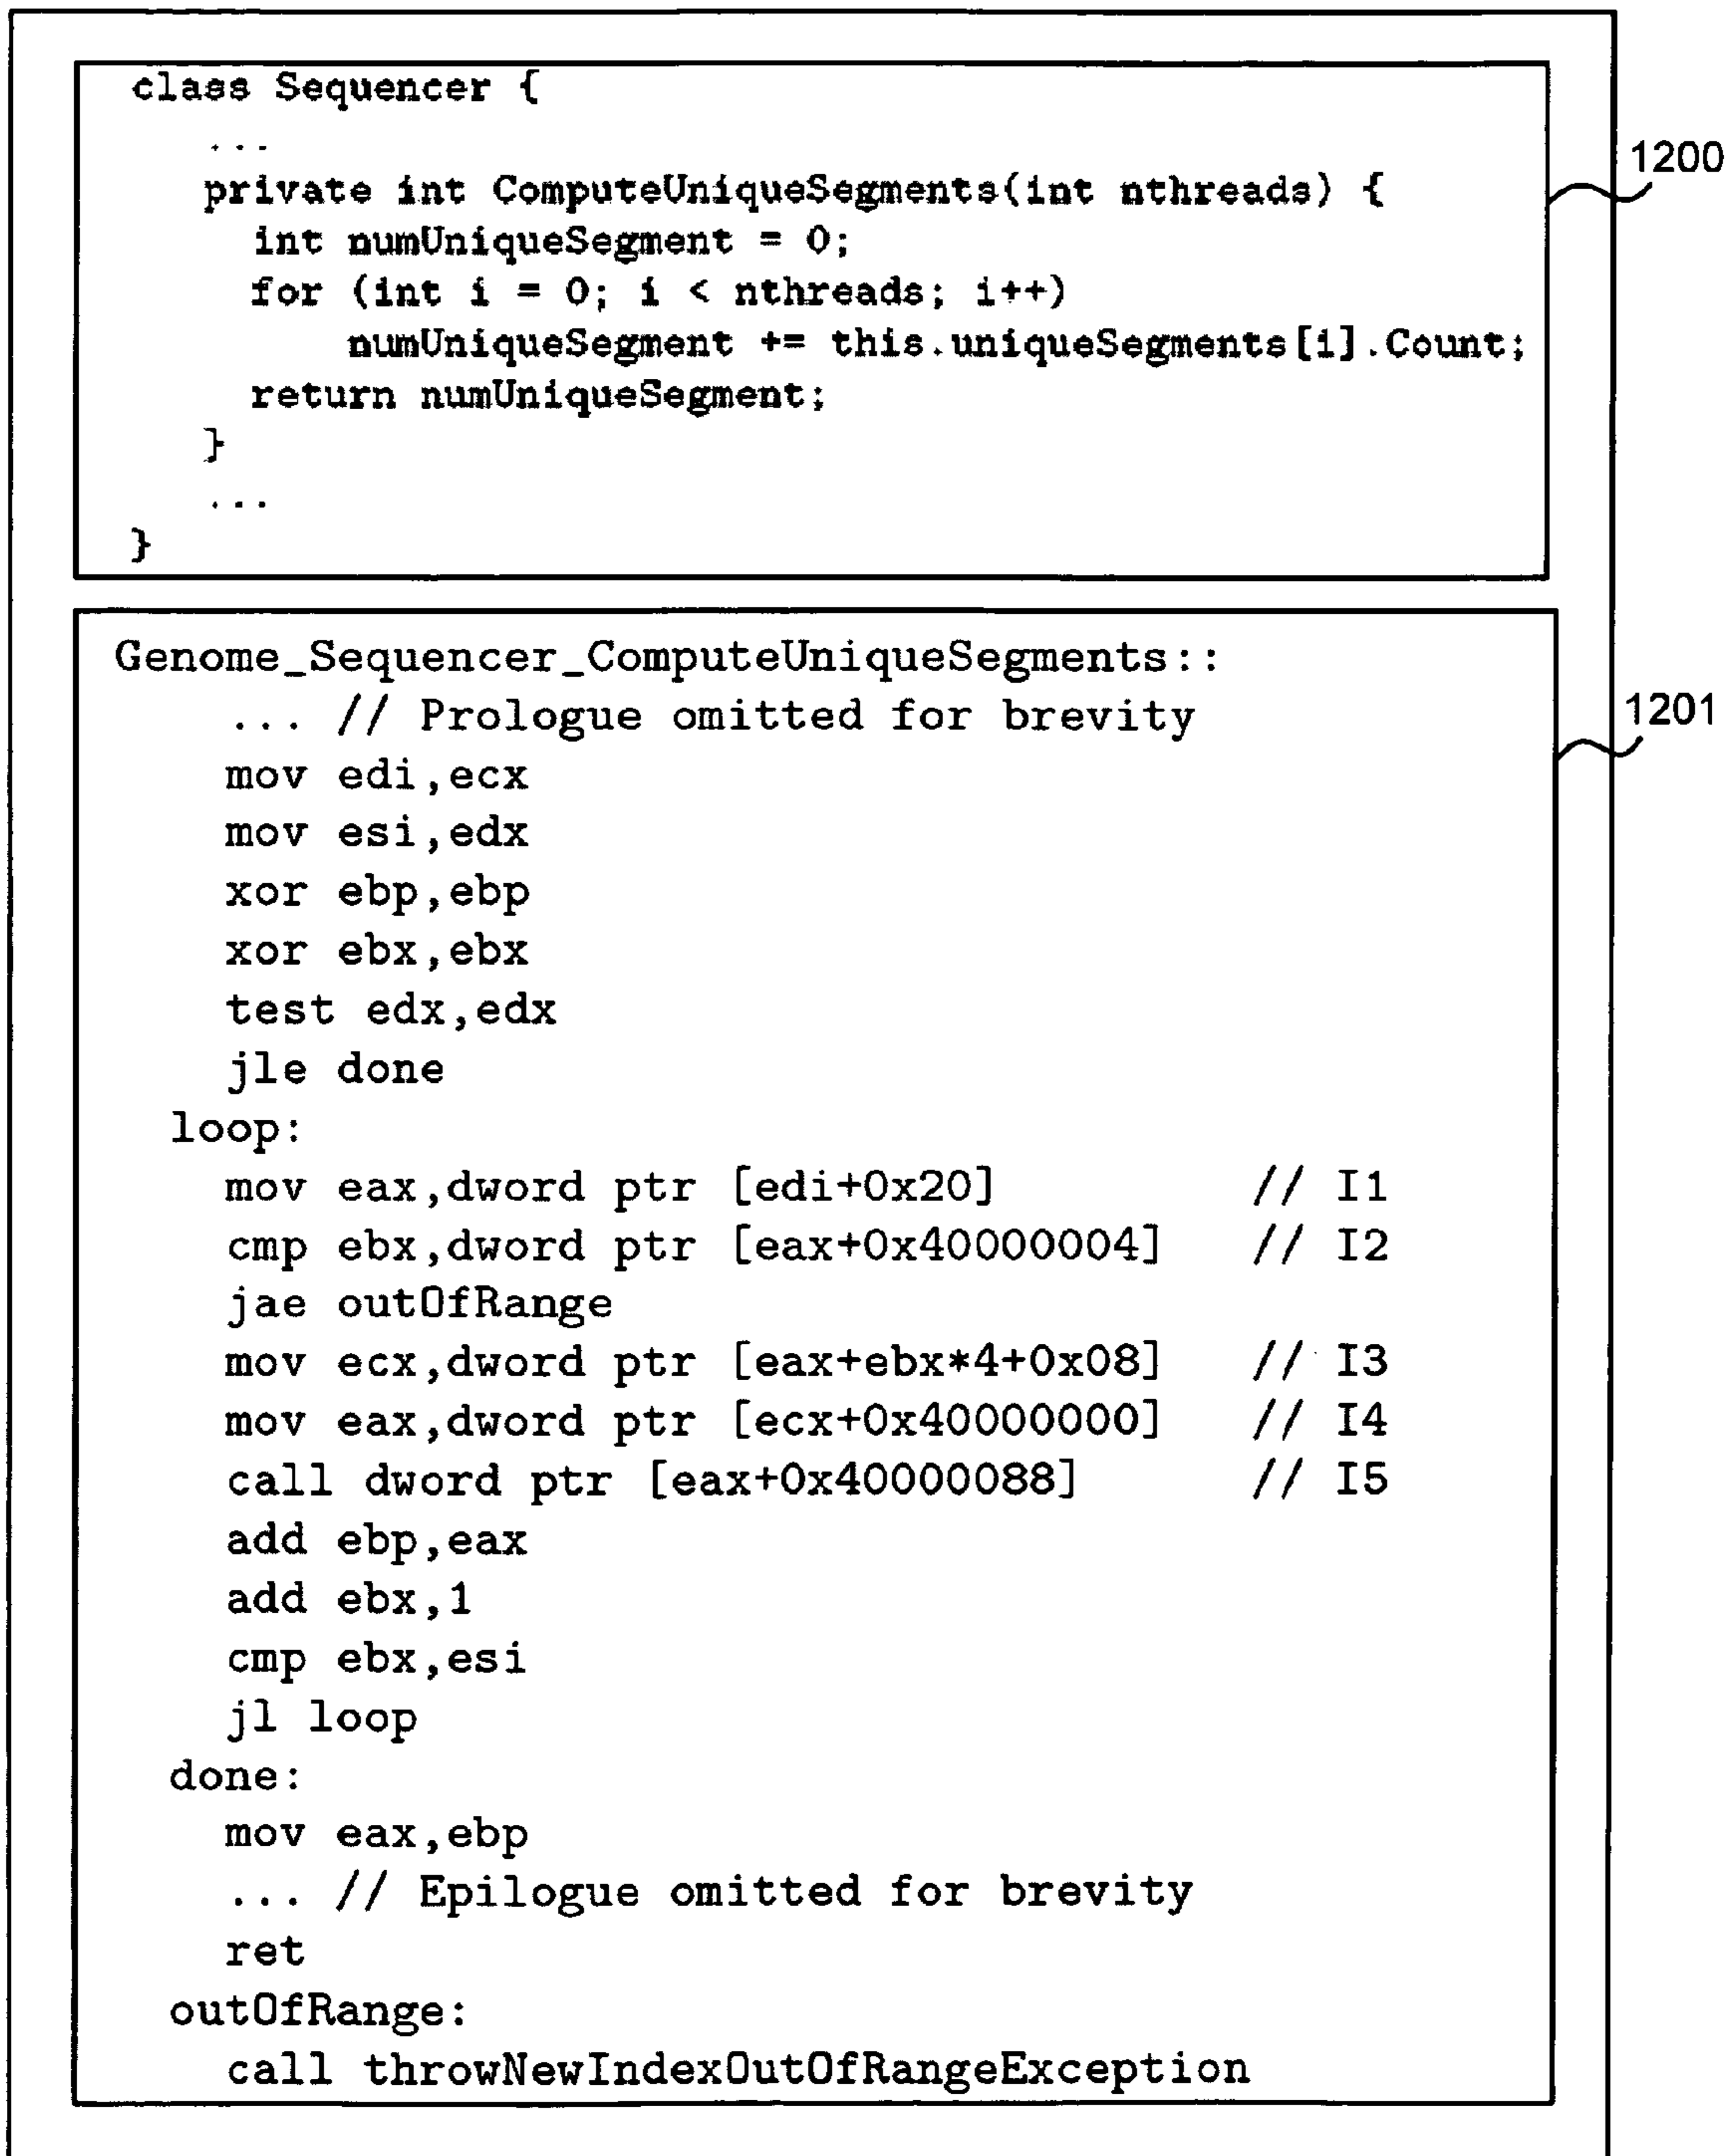 class Sequencer {
...
private int ComputeUniqueSegments(int nthreads) {
int numUniqueSegment = 0;
for (int i = 0; i < nthreads; i++)
numUniqueSegment += this.uniqueSegments[i].Count;
return numUniqueSegment;
}
...
}
1200
Genome_Sequencer_ComputeUniqueSegments::
... // Prologue omitted for brevity
1201
mov edi,ecx
mov esi,edx
xor ebp,ebp
xor ebx,ebx
test edx,edx
jle done
loop:
mov eax,dword ptr [edi+0x20] // I1
cmp ebx,dword ptr [eax+0x40000004] // I2
jae outOfRange
mov ecx,dword ptr [eax+ebx*4+0x08] // I3
mov eax,dword ptr [ecx+0x40000000] // I4
call dword ptr [eax+0x40000088] // I5
add ebp,eax
add ebx,1
cmp ebx,esi
jl loop
done:
mov eax,ebp
... // Epilogue omitted for brevity
ret
outOfRange:
call throwNewIndexOutOfRangeException